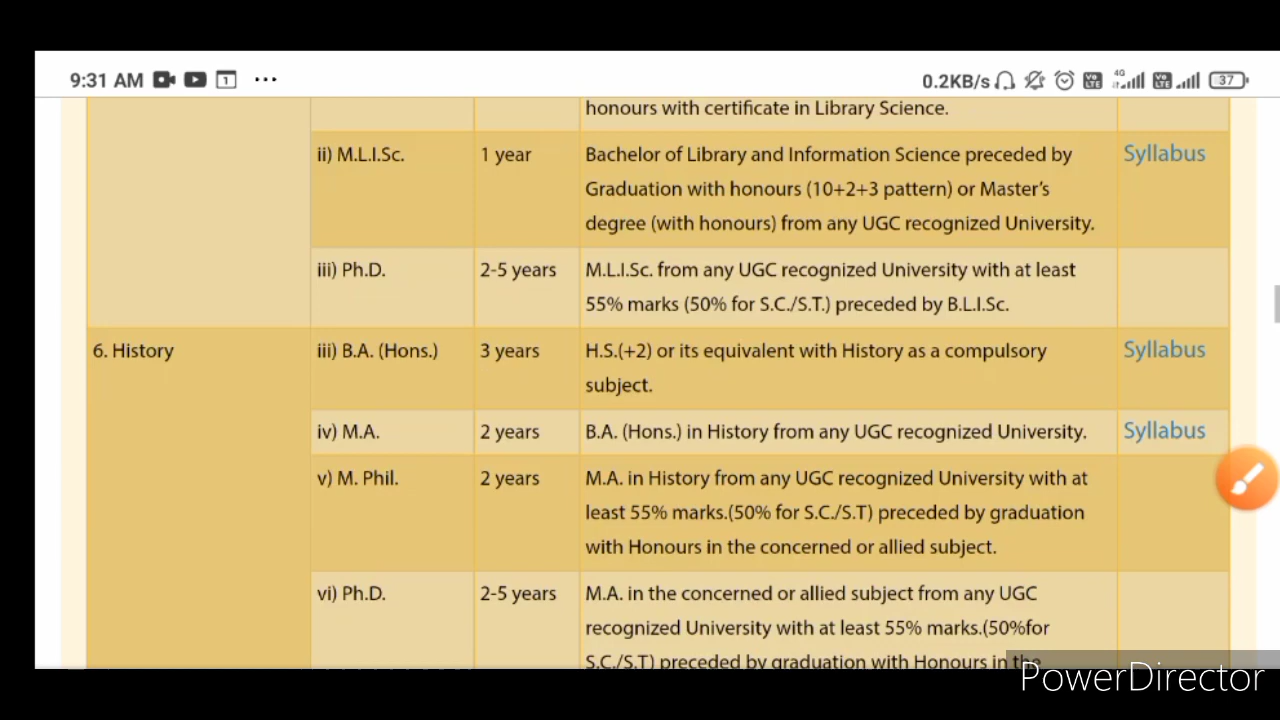 9:31 AM 1 ... 0.2KB/s Vo LTE 4G Vo LTE 37
honours with certificate in Library Science.
ii) M.L.I.Sc. 1 year Bachelor of Library and Information Science preceded by Syllabus
Graduation with honours (10+2+3 pattern) or Master's
degree (with honours) from any UGC recognized University.
iii) Ph.D. 2-5 years M.L.I.Sc. from any UGC recognized University with at least
55% marks (50% for S.C./S.T.) preceded by B.L.I.Sc.
6. History iii) B.A. (Hons.) 3 years H.S.(+2) or its equivalent with History as a compulsory Syllabus
subject.
iv) M.A. 2 years B.A. (Hons.) in History from any UGC recognized University. Syllabus
v) M. Phil. 2 years M.A. in History from any UGC recognized University with at
least 55% marks.(50% for S.C./S.T) preceded by graduation
with Honours in the concerned or allied subject.
vi) Ph.D. 2-5 years M.A. in the concerned or allied subject from any UGC
recognized University with at least 55% marks.(50%for
S.C./S.T) preceded by graduation with Honours in the
PowerDirector